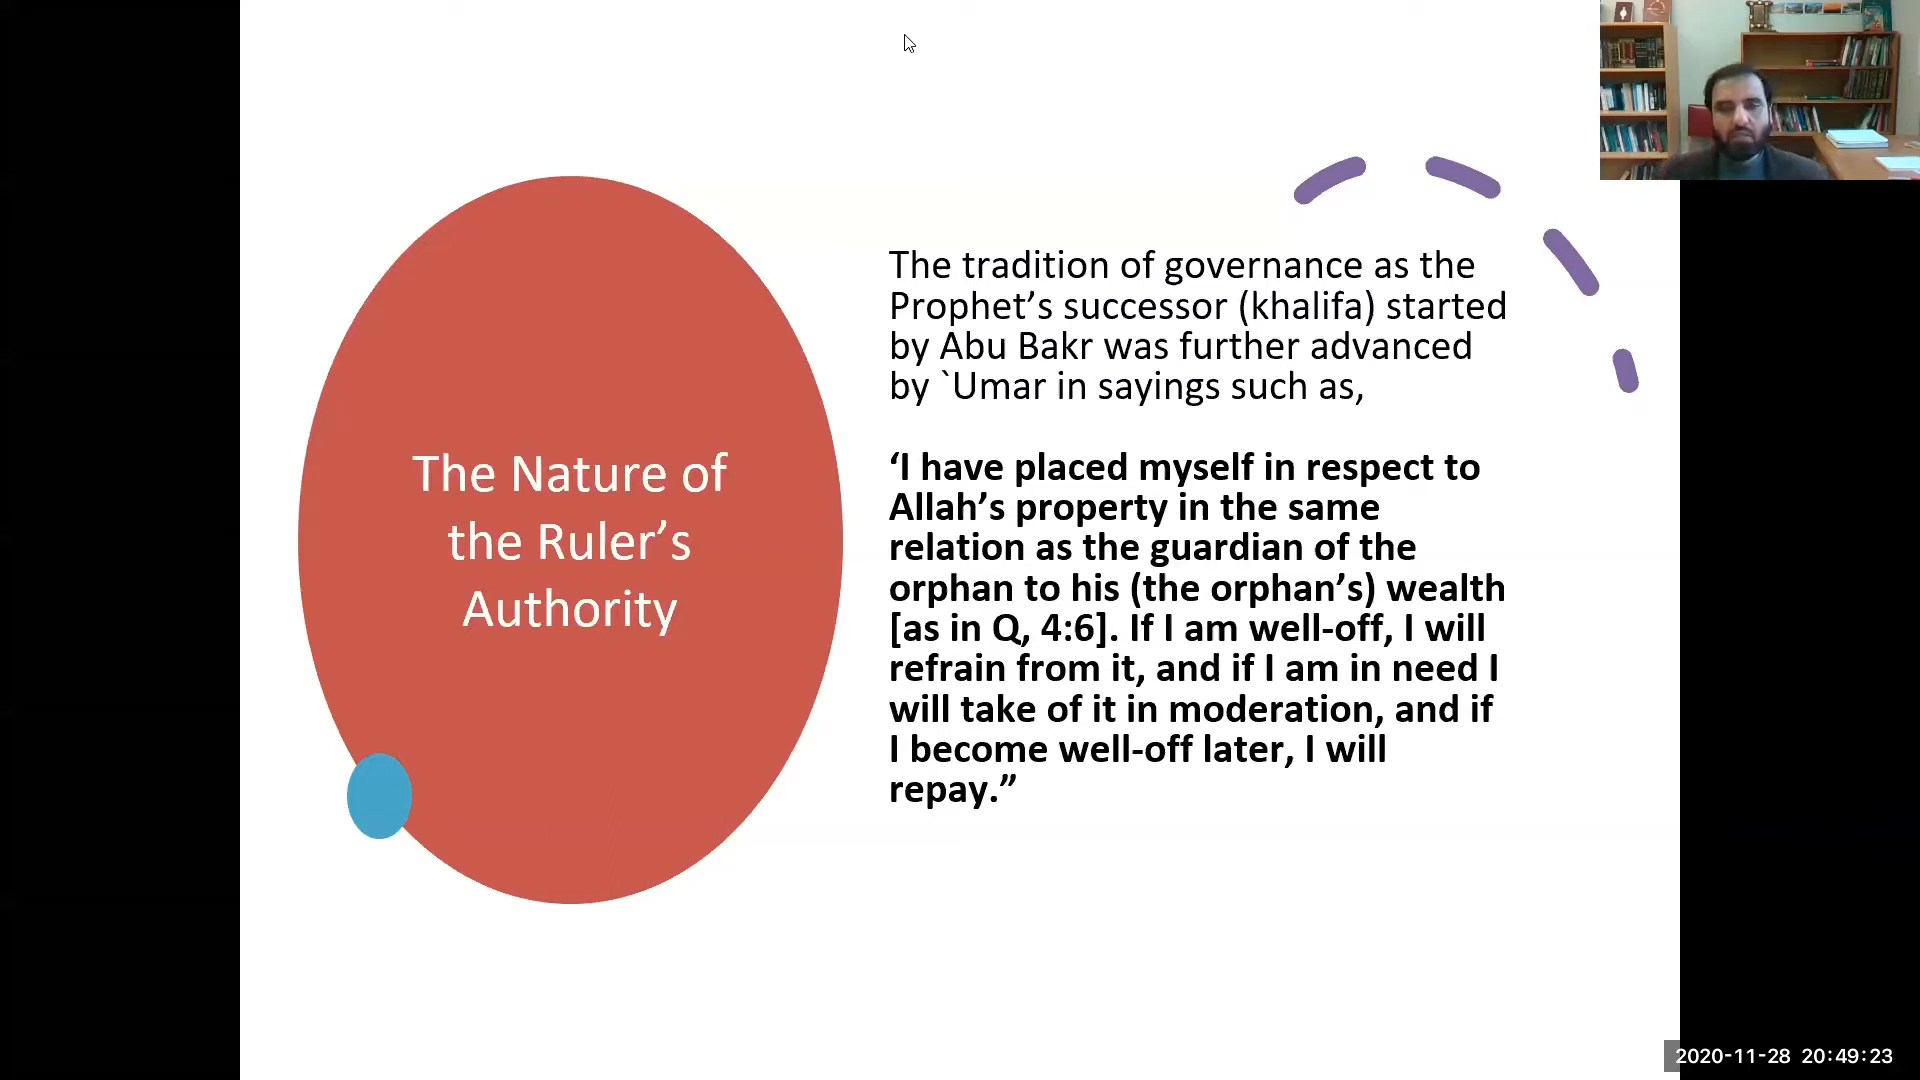 The Nature of
the Ruler’s
Authority
The tradition of governance as the
Prophet’s successor (khalifa) started
by Abu Bakr was further advanced
by `Umar in sayings such as,
‘I have placed myself in respect to
Allah’s property in the same
relation as the guardian of the
orphan to his (the orphan’s) wealth
[as in Q, 4:6]. If I am well-off, I will
refrain from it, and if I am in need I
will take of it in moderation, and if
I become well-off later, I will
repay.”
2020-11-28 20:49:23